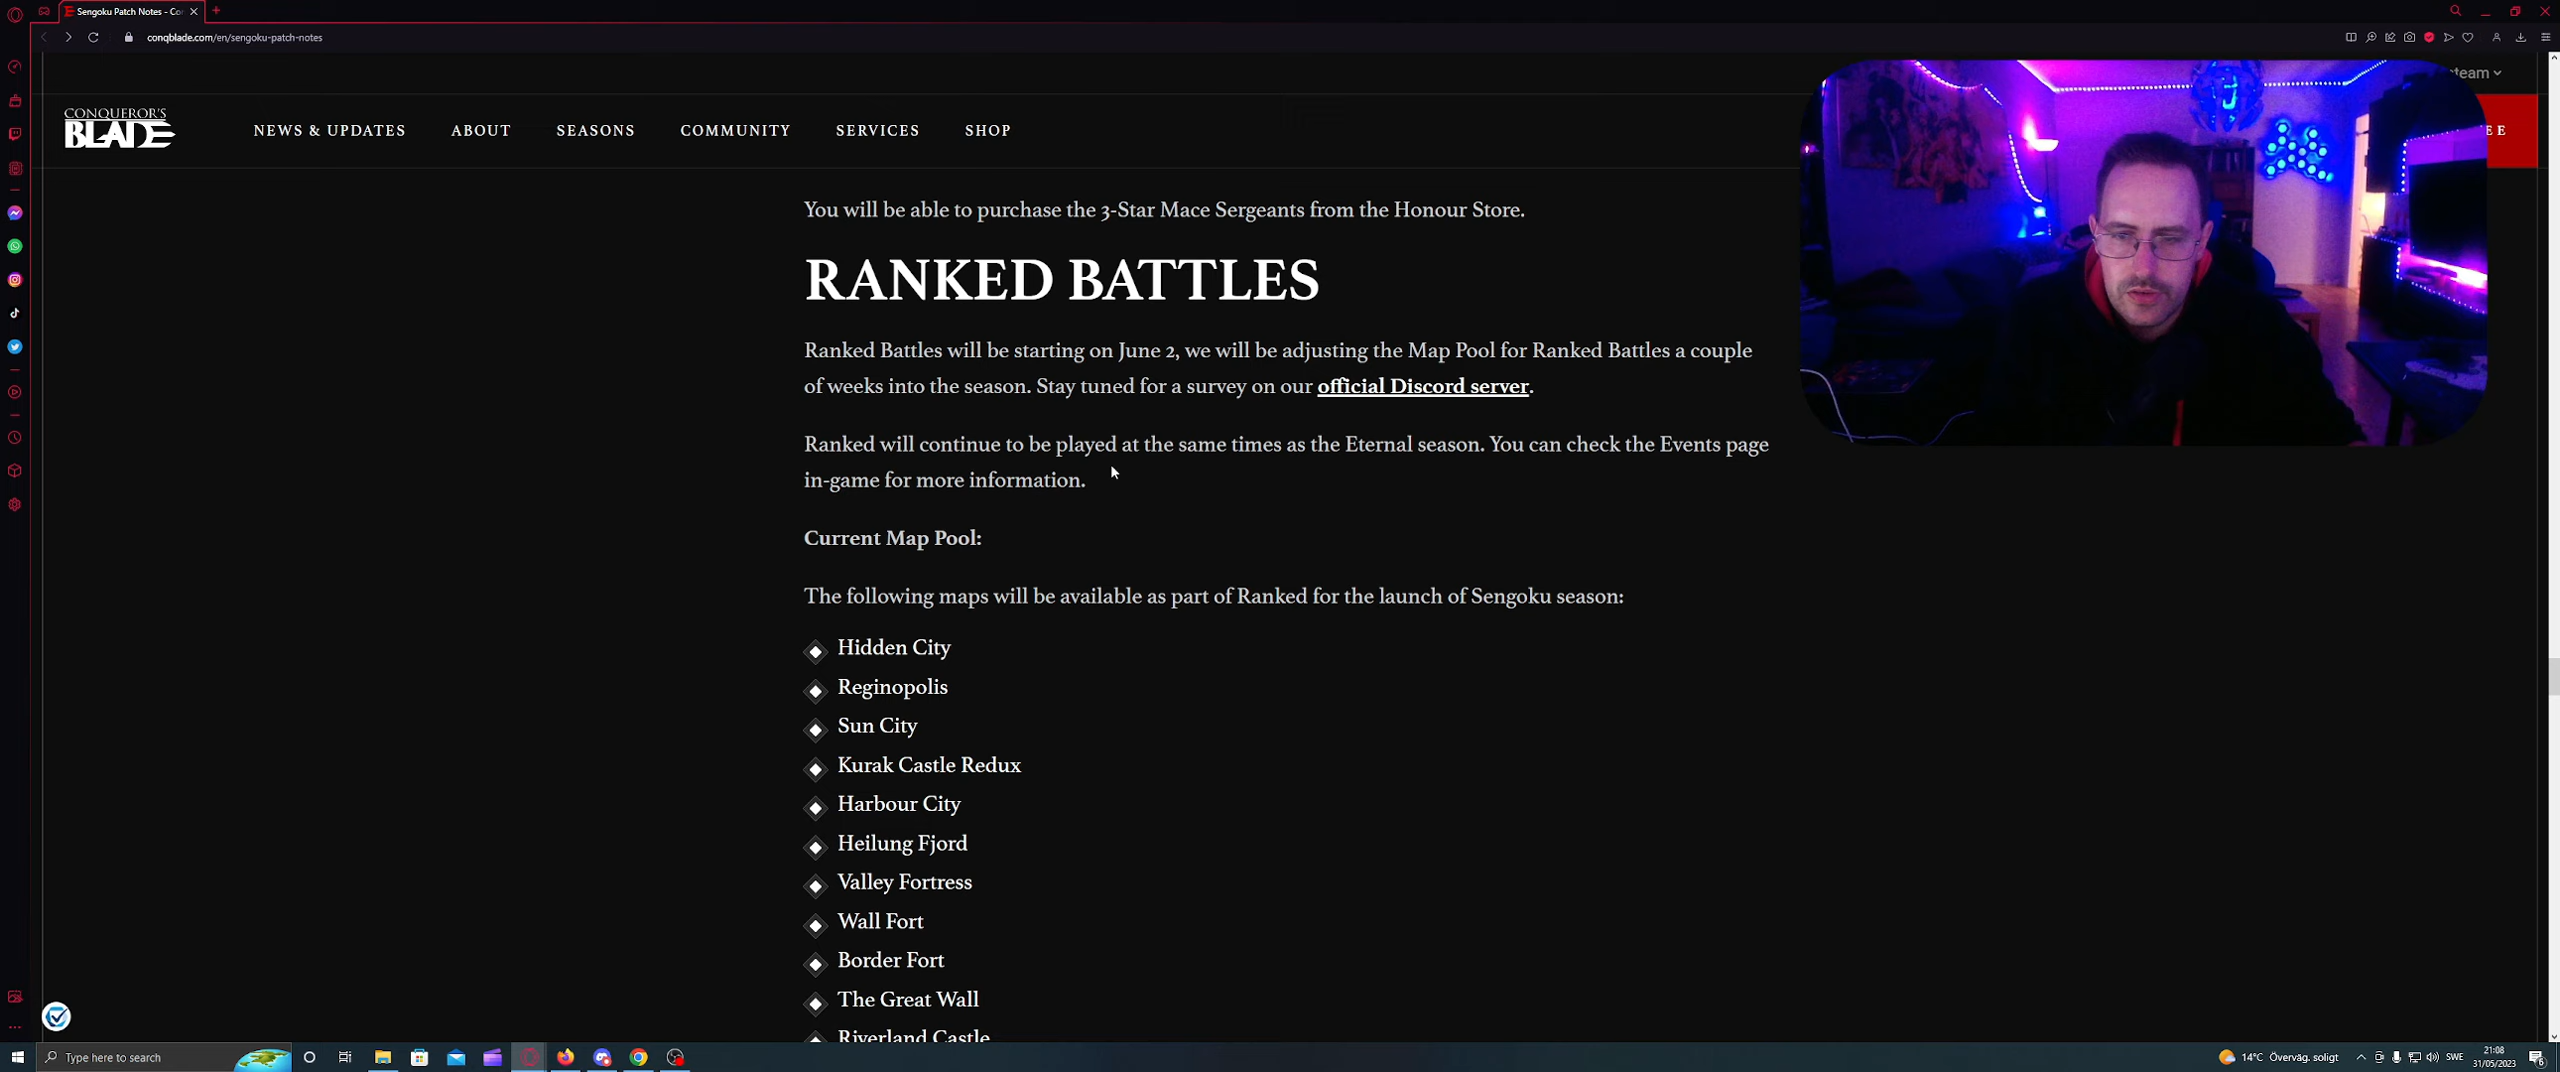 Sengoku Patch Notes - Co
conqblade.com/en/sengoku-patch-notes
team
CONQUEROR'S
BLADE
NEWS & UPDATES
ABOUT
SEASONS
COMMUNITY
SERVICES
SHOP
EE
You will be able to purchase the 3-Star Mace Sergeants from the Honour Store.
RANKED BATTLES
Ranked Battles will be starting on June 2, we will be adjusting the Map Pool for Ranked Battles a couple
of weeks into the season. Stay tuned for a survey on our official Discord server.
Ranked will continue to be played at the same times as the Eternal season. You can check the Events page
in-game for more information.
Current Map Pool:
The following maps will be available as part of Ranked for the launch of Sengoku season:
Hidden City
Reginopolis
Sun City
Kurak Castle Redux
Harbour City
Heilung Fjord
Valley Fortress
Wall Fort
Border Fort
The Great Wall
Riverland Castle
Type here to search
14°C Överväg. soligt
SWE
21:08
31/05/2023
6